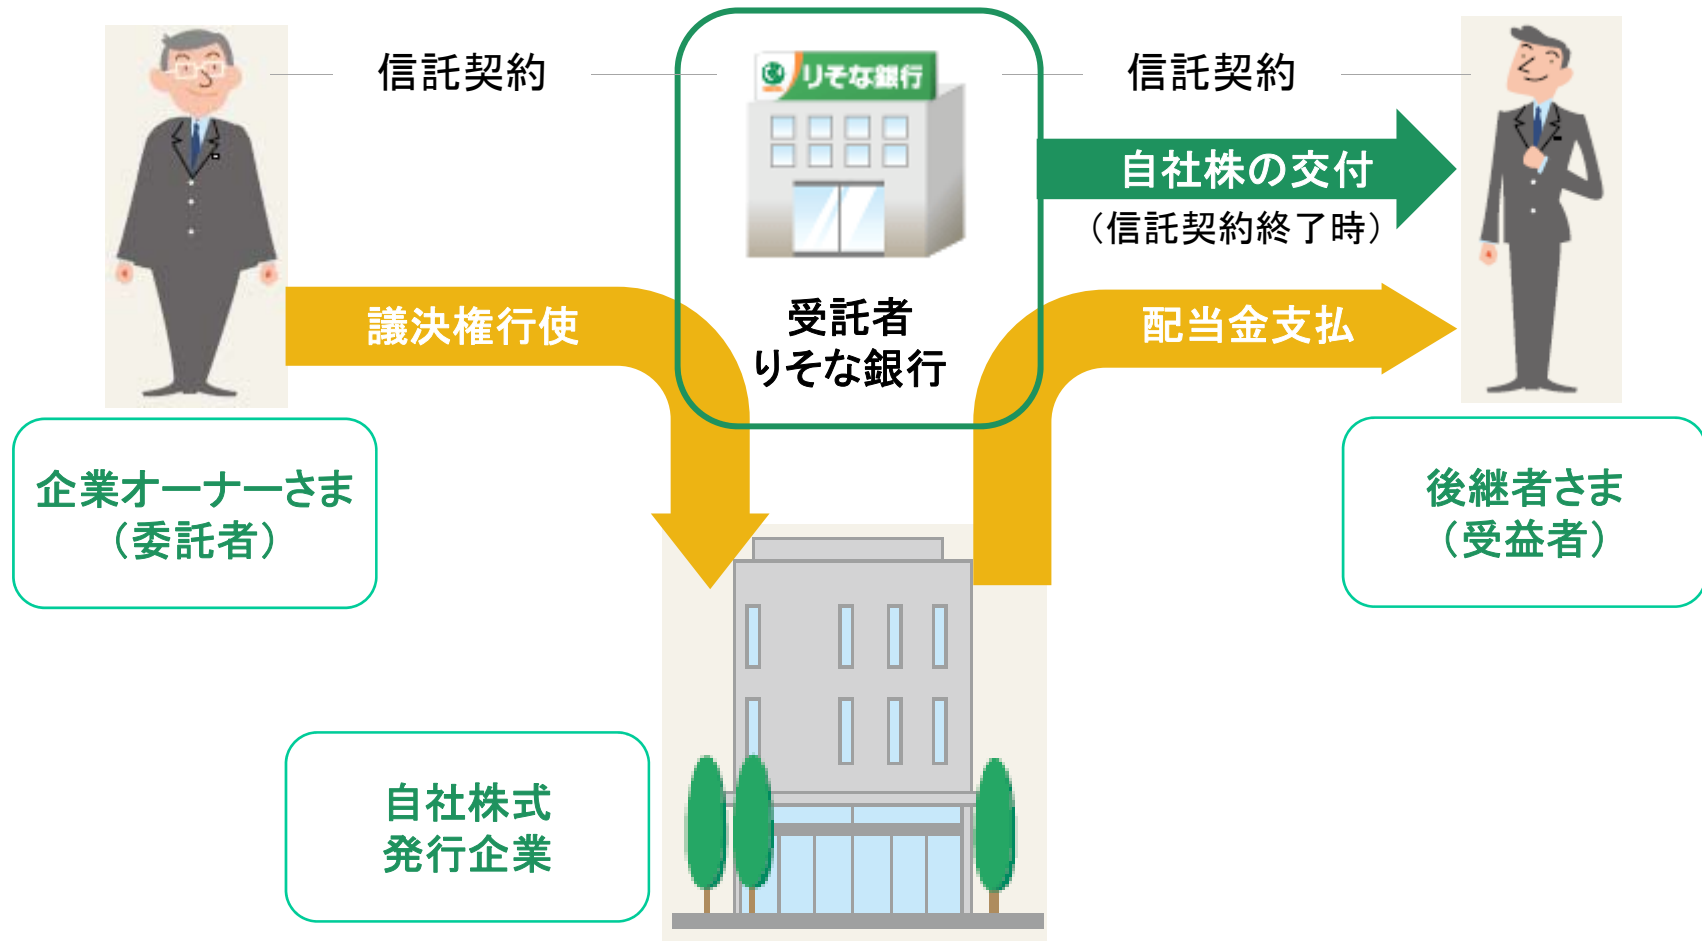 信託契約
りそな銀行
信託契約
自社株の交付
（信託契約終了時）
議決権行使
受託者
りそな銀行
配当金支払
企業オーナーさま
（委託者）
後継者さま
（受益者）
自社株式
発行企業